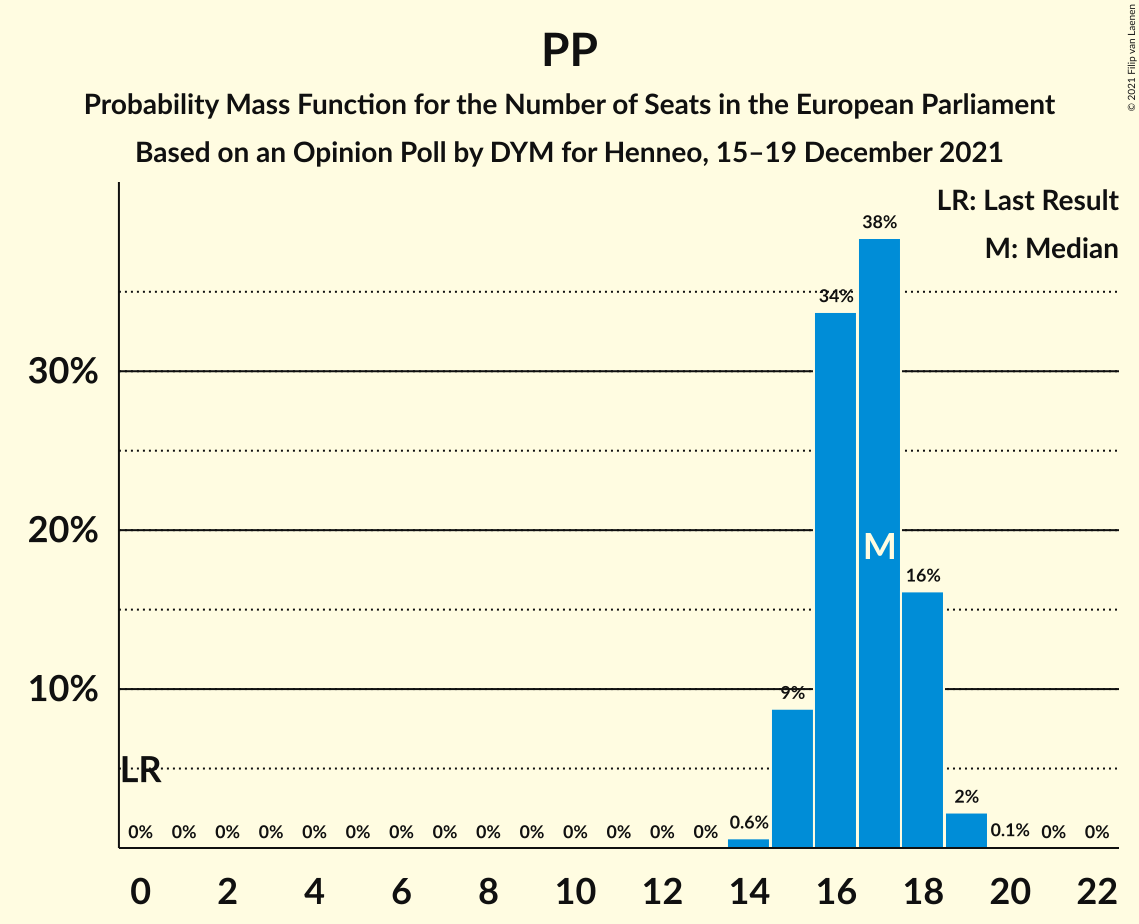 © 2021 Filip van Laenen
PP
Probability Mass Function for the Number of Seats in the European Parliament
Based on an Opinion Poll by DYM for Henneo, 15–19 December 2021
LR: Last Result
M: Median
38%
34%
30%
20%
M
16%
10%
9%
LR
2%
0% 0% 0% 0% 0% 0% 0% 0% 0% 0% 0% 0% 0% 0% 0.6% 0.1% 0% 0%
0 2 4 6 8 10 12 14 16 18 20 22